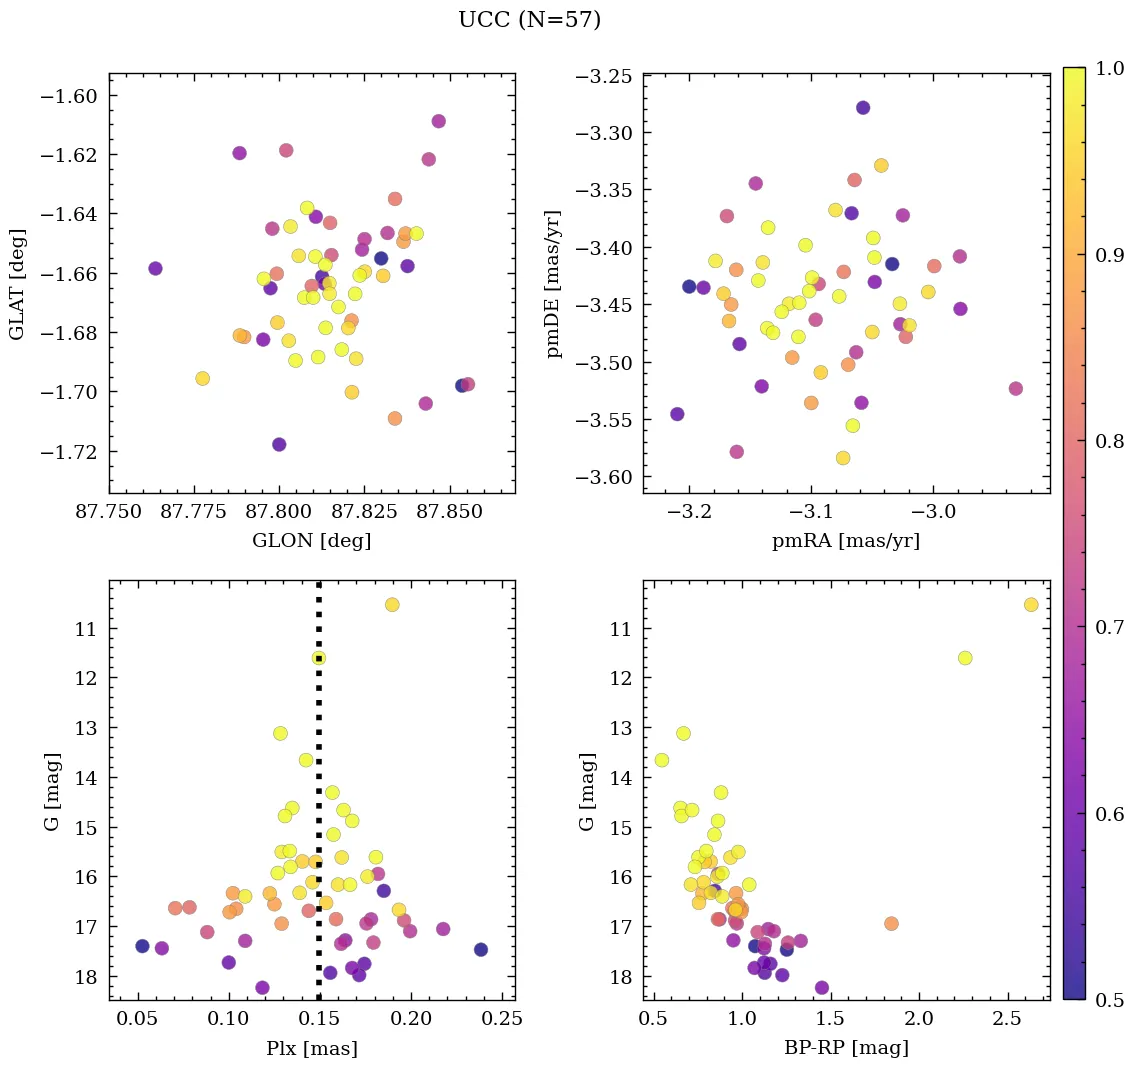 UCC (N=57)
−1.60
−1.62
−1.64
−1.66
−1.68
−1.70
−1.72
GLAT [deg]
87.750 87.775 87.800 87.825 87.850
GLON [deg]
−3.25
−3.30
−3.35
−3.40
−3.45
−3.50
−3.55
−3.60
pmDE [mas/yr]
−3.2 −3.1 −3.0
pmRA [mas/yr]
11
12
13
14
15
16
17
18
G [mag]
0.05 0.10 0.15 0.20 0.25
Plx [mas]
11
12
13
14
15
16
17
18
G [mag]
0.5 1.0 1.5 2.0 2.5
BP-RP [mag]
1.0
0.9
0.8
0.7
0.6
0.5